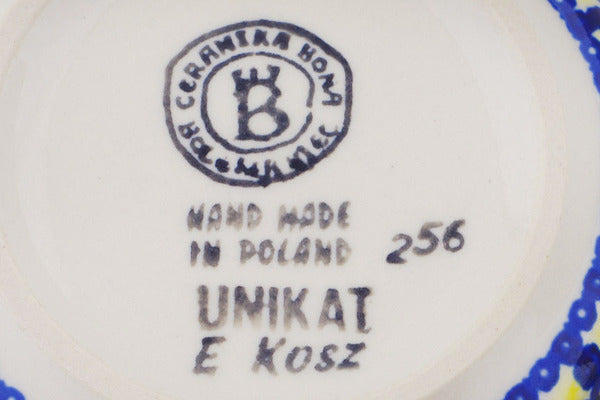 CERAMIKA BONA
B
HAND MADE
IN POLAND
256
UNIKAT
E KOSZ